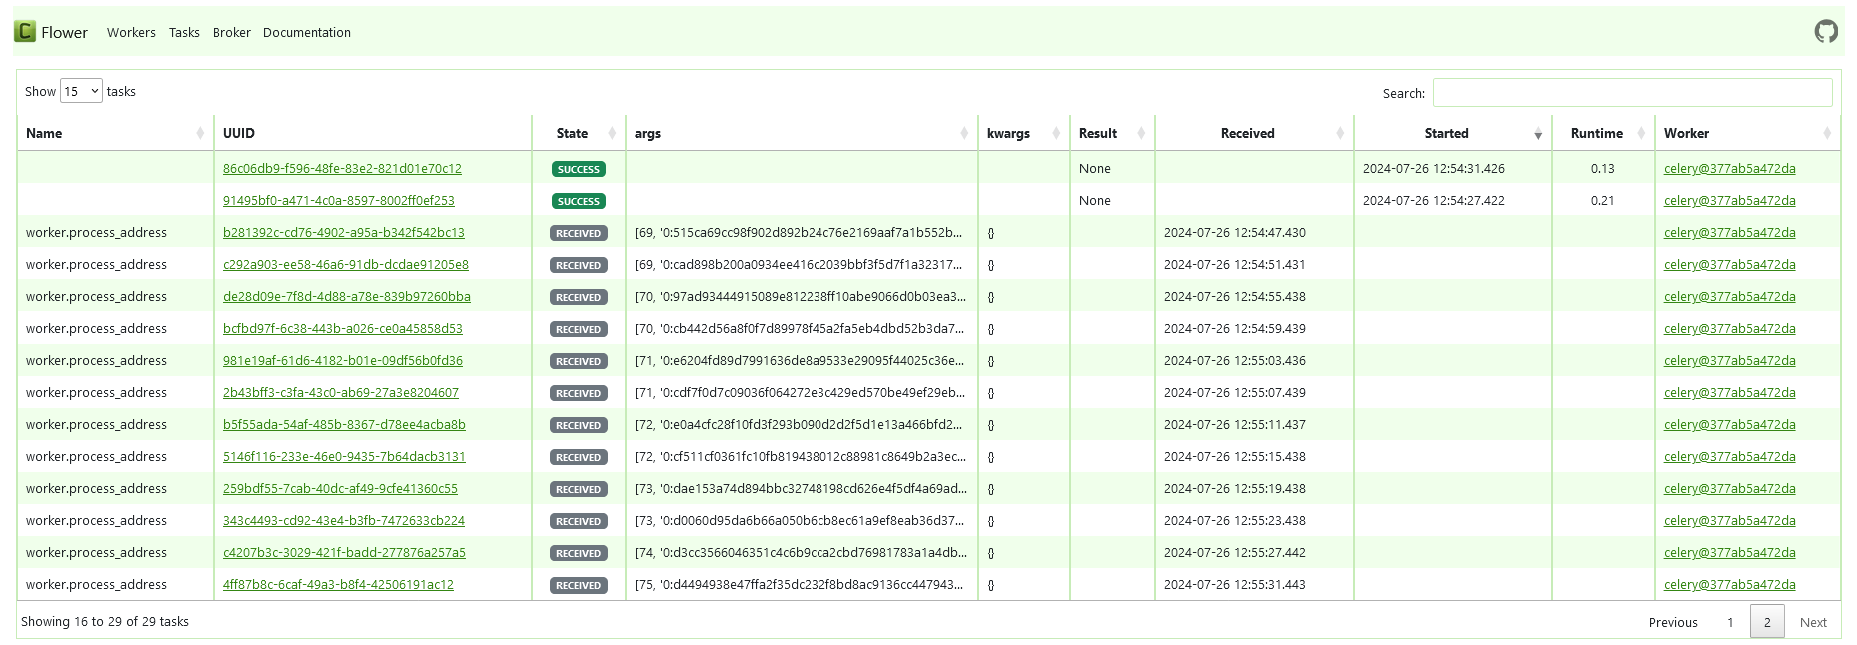 Flower Workers Tasks Broker Documentation
Show 15 tasks Search:
Name UUID State args kwargs Result Received Started Runtime Worker
86c06db9-f596-48fe-83e2-821d01e70c12 SUCCESS None 2024-07-26 12:54:31.426 0.13 celery@377ab5a472da
91495bf0-a471-4c0a-8597-8002ff0ef253 SUCCESS None 2024-07-26 12:54:27.422 0.21 celery@377ab5a472da
worker.process_address b281392c-cd76-4902-a95a-b342f542bc13 RECEIVED [69, '0:515ca69cc98f902d892b24c76e2169aaf7a1b552b... {} 2024-07-26 12:54:47.430 celery@377ab5a472da
worker.process_address c292a903-ee58-46a6-91db-dcdae91205e8 RECEIVED [69, '0:cad898b200a0934ee416c2039bbf3f5d7f1a32317... {} 2024-07-26 12:54:51.431 celery@377ab5a472da
worker.process_address de28d09e-7f8d-4d88-a78e-839b97260bba RECEIVED [70, '0:97ad93444915089e812238ff10abe9066d0b03ea3... {} 2024-07-26 12:54:55.438 celery@377ab5a472da
worker.process_address bcfbd97f-6c38-443b-a026-ce0a45858d53 RECEIVED [70, '0:cb442d56a8f0f7d89978f45a2fa5eb4dbd52b3da7... {} 2024-07-26 12:54:59.439 celery@377ab5a472da
worker.process_address 981e19af-61d6-4182-b01e-09df56b0fd36 RECEIVED [71, '0:e6204fd89d7991636de8a9533e29095f44025c36e... {} 2024-07-26 12:55:03.436 celery@377ab5a472da
worker.process_address 2b43bff3-c3fa-43c0-ab69-27a3e8204607 RECEIVED [71, '0:cdf7f0d7c09036f064272e3c429ed570be49ef29eb... {} 2024-07-26 12:55:07.439 celery@377ab5a472da
worker.process_address b5f55ada-54af-485b-8367-d78ee4acba8b RECEIVED [72, '0:e0a4cfc28f10fd3f293b090d2d2f5d1e13a466bfd2... {} 2024-07-26 12:55:11.437 celery@377ab5a472da
worker.process_address 5146f116-233e-46e0-9435-7b64dacb3131 RECEIVED [72, '0:cf511cf0361fc10fb819438012c88981c8649b2a3ec... {} 2024-07-26 12:55:15.438 celery@377ab5a472da
worker.process_address 259bdf55-7cab-40dc-af49-9cfe41360c55 RECEIVED [73, '0:dae153a74d894bbc32748198cd626e4f5df4a69ad... {} 2024-07-26 12:55:19.438 celery@377ab5a472da
worker.process_address 343c4493-cd92-43e4-b3fb-7472633cb224 RECEIVED [73, '0:d0060d95da6b66a050b6cb8ec61a9ef8eab36d37... {} 2024-07-26 12:55:23.438 celery@377ab5a472da
worker.process_address c4207b3c-3029-421f-badd-277876a257a5 RECEIVED [74, '0:d3cc3566046351c4c6b9cca2cbd76981783a1a4db... {} 2024-07-26 12:55:27.442 celery@377ab5a472da
worker.process_address 4ff87b8c-6caf-49a3-b8f4-42506191ac12 RECEIVED [75, '0:d4494938e47ffa2f35dc232f8bd8ac9136cc447943... {} 2024-07-26 12:55:31.443 celery@377ab5a472da
Showing 16 to 29 of 29 tasks Previous 1 2 Next